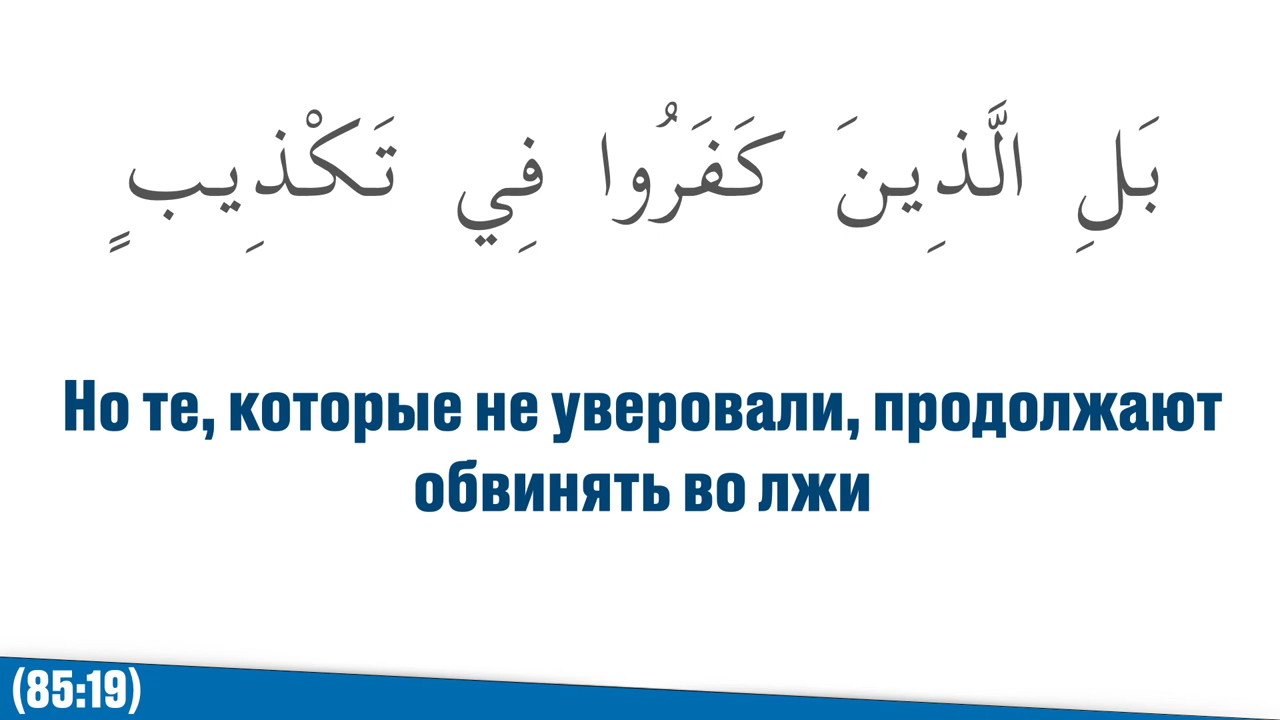 بَلِ الَّذِينَ كَفَرُوا فِي تَكْذِيبٍ
Но те, которые не уверовали, продолжают
обвинять во лжи
(85:19)